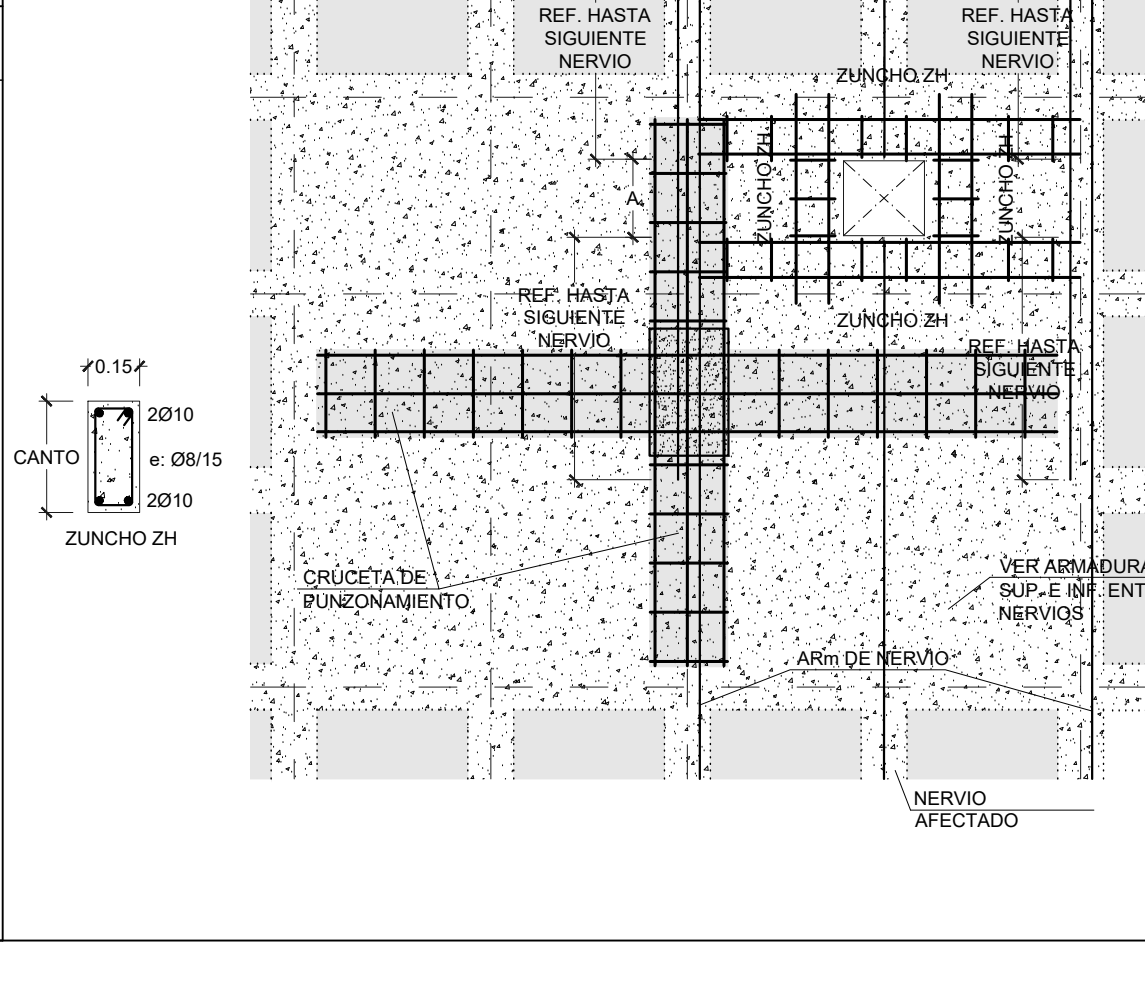 REF. HASTA
SIGUIENTE
NERVIO
REF. HASTA
SIGUIENTE
NERVIO
ZUNCHO ZH
ZUNCHO ZH
ZUNCHO ZH
A
REF. HASTA
SIGUIENTE
NERVIO
ZUNCHO ZH
REF. HASTA
SIGUIENTE
NERVIO
0.15
2Ø10
CANTO
e: Ø8/15
2Ø10
ZUNCHO ZH
CRUCETA DE
PUNZONAMIENTO
VER ARMADURA
SUP. E INF. ENT
NERVIOS
ARm DE NERVIO
NERVIO
AFECTADO